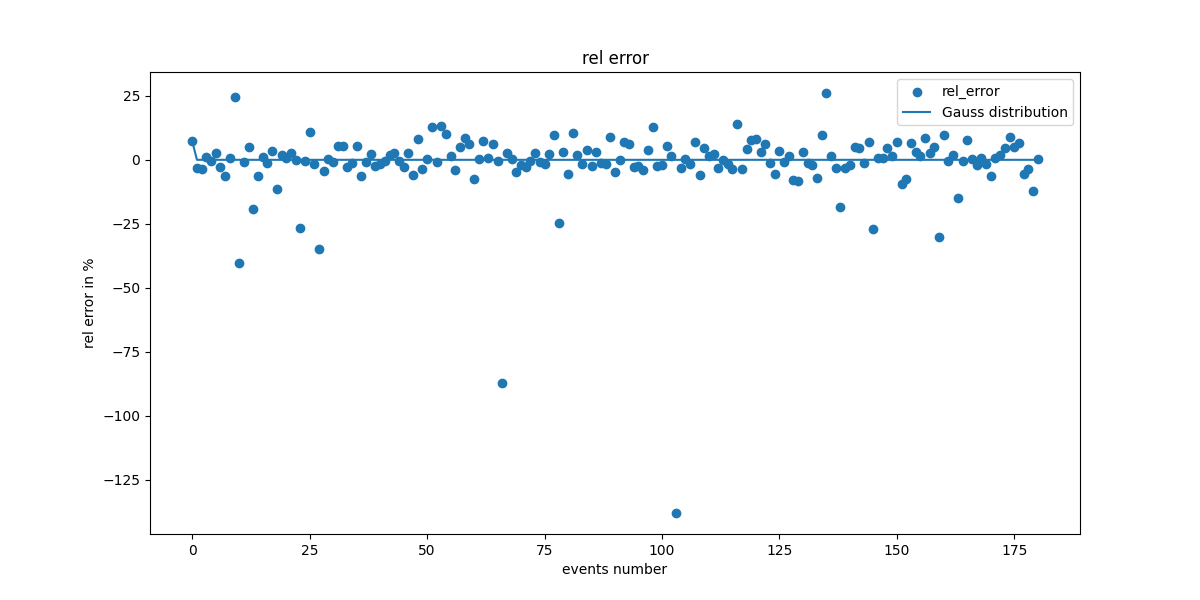 rel error
rel_error
Gauss distribution
25
0
−25
−50
−75
−100
−125
rel error in %
0 25 50 75 100 125 150 175
events number